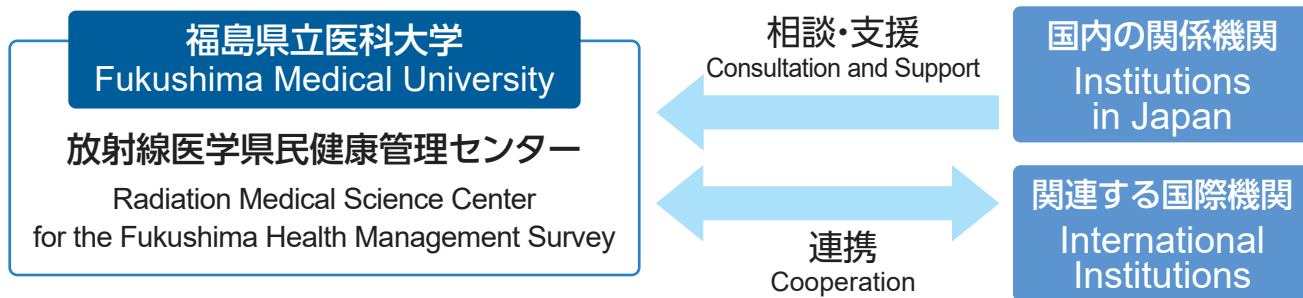 福島県立医科大学
Fukushima Medical University
放射線医学県民健康管理センター
Radiation Medical Science Center
for the Fukushima Health Management Survey
相談・支援
Consultation and Support
連携
Cooperation
国内の関係機関
Institutions
in Japan
関連する国際機関
International
Institutions